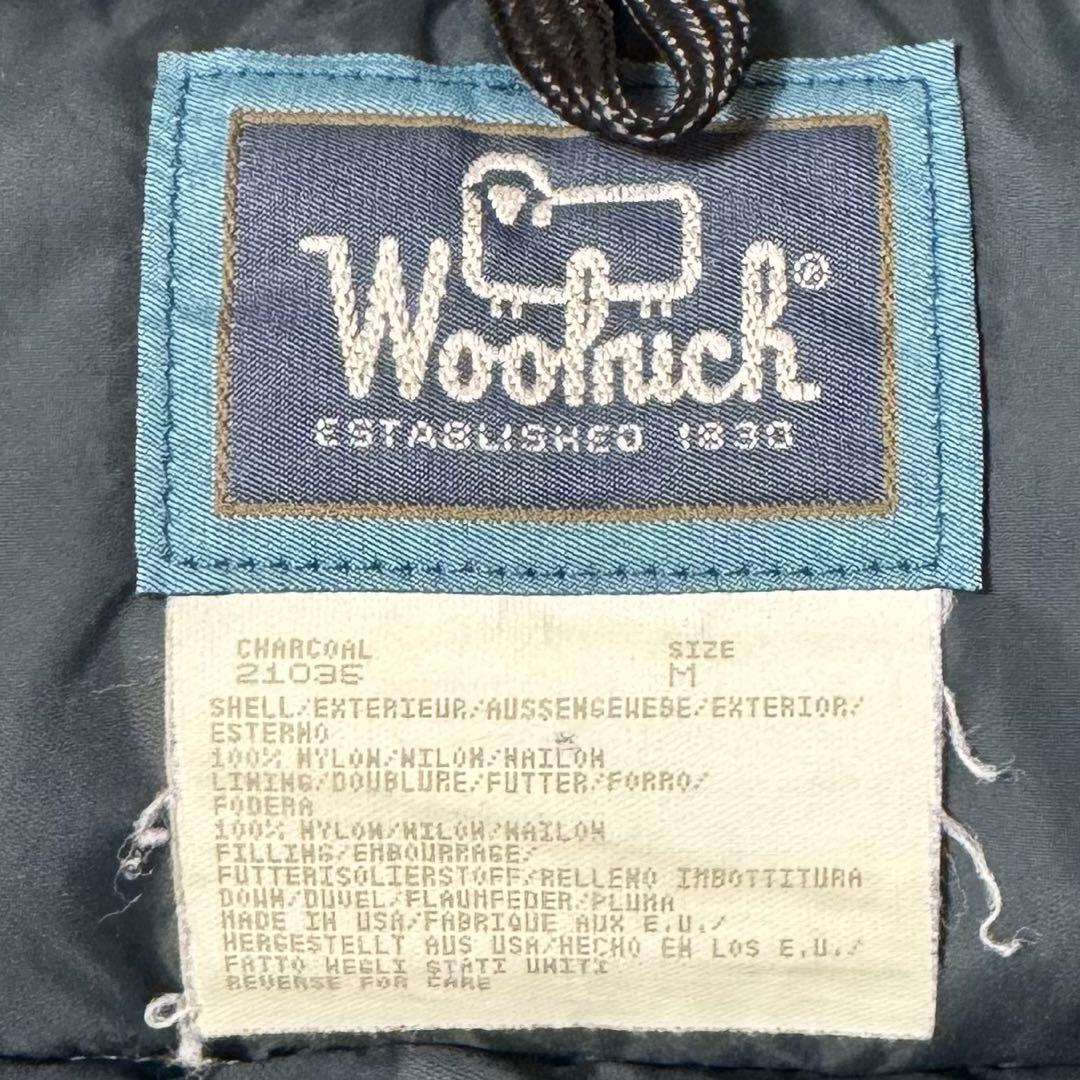 Woolrich®
ESTABLISHED 1830
CHARCOAL SIZE
21035 M
SHELL/EXTERIEUR/AUSSENGEWEBE/EXTERIOR/
ESTERNO
100% NYLON/NILON/NAILON
LINING/DOUBLURE/FUTTER/FORRO/
FODERA
100% NYLON/NILON/NAILON
FILLING/EMBOURRAGE/
FUTTERISOLIERSTOFF/RELLENO IMBOTTITURA
DOWN/DUVEL/FLAUMFEDER/PLUMA
MADE IN USA/FABRIQUE AUX E.U./
HERGESTELLT AUS USA/HECHO EN LOS E.U./
FATTO NEGLI STATI UNITI
REVERSE FOR CARE